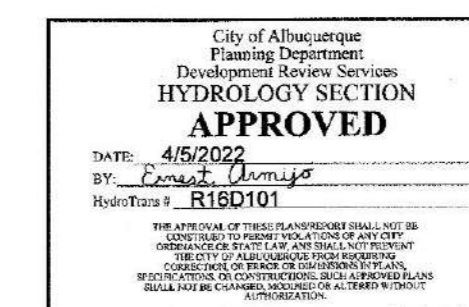 City of Albuquerque
Planning Department
Development Review Services
HYDROLOGY SECTION
APPROVED
DATE: 4/5/2022
BY: Ernest Armijo
HydroTrans # R16D101
THE APPROVAL OF THESE PLANS/REPORT SHALL NOT BE
CONSTRUED TO PERMIT VIOLATIONS OF ANY CITY
ORDINANCE OR STATE LAW, ANS SHALL NOT PREVENT
THE CITY OF ALBUQUERQUE FROM REQUIRING
CORRECTION, OR ERROR OR DIMENSIONS IN PLANS,
SPECIFICATIONS, OR CONSTRUCTIONS. SUCH APPROVED PLANS
SHALL NOT BE CHANGED, MODIFIED OR ALTERED WITHOUT
AUTHORIZATION.